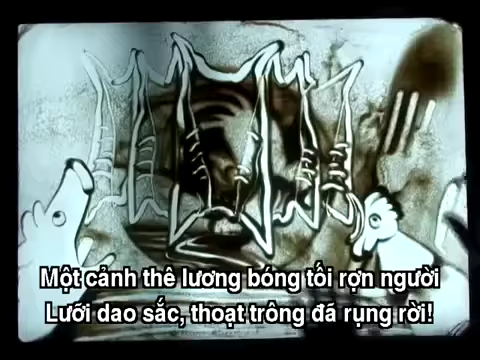 Một cảnh thê lương bóng tối rợn người
Lưỡi dao sắc, thoạt trông đã rụng rời!